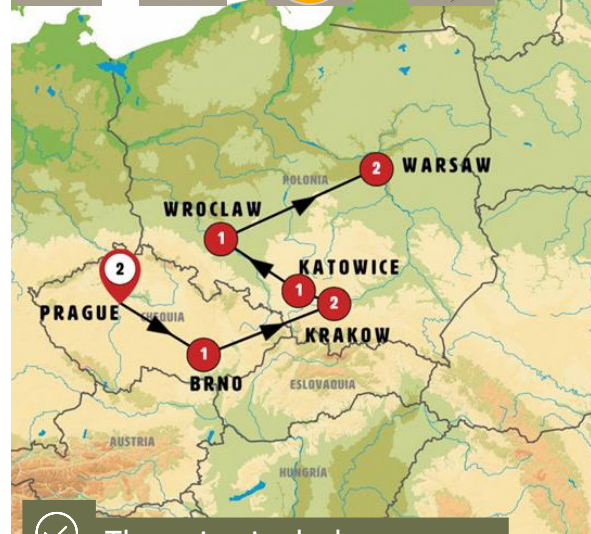 2 WARSAW
POLONIA
WROCLAW
1
KATOWICE
1
2
2
PRAGUE
CHEQUIA
KRAKOW
1
BRNO
ESLOVAQUIA
AUSTRIA
HUNGRÍA